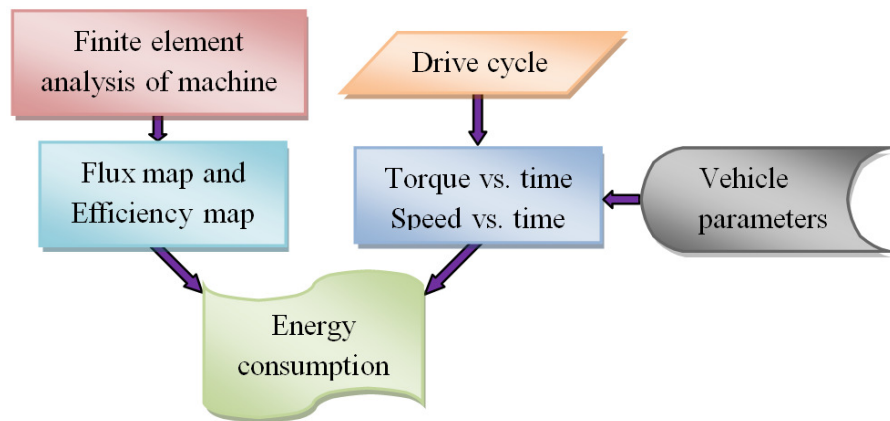 Finite element
analysis of machine
Drive cycle
Flux map and
Efficiency map
Torque vs. time
Speed vs. time
Vehicle
parameters
Energy
consumption